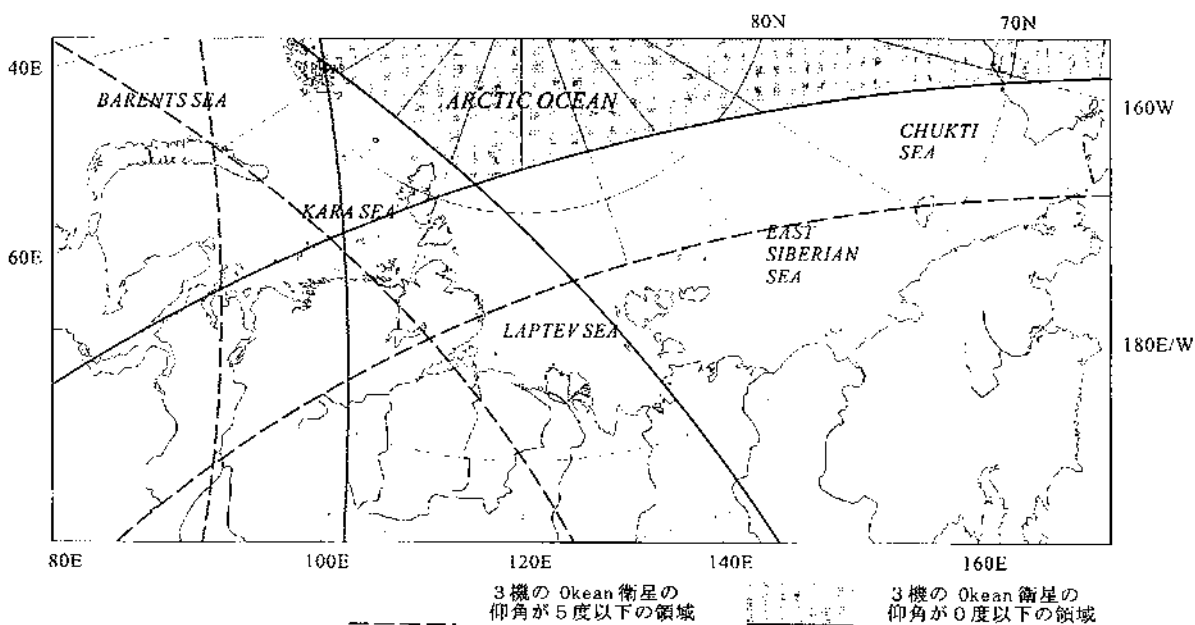 80N
70N
40E
BARENTS SEA
ARCTIC OCEAN
160W
CHUKTI
SEA
KARA SEA
60E
EAST
SIBERIAN
SEA
LAPTEV SEA
180E/W
80E
100E
120E
140E
160E
3機の Okean 衛星の
仰角が5度以下の領域
3機の Okean 衛星の
仰角が0度以下の領域